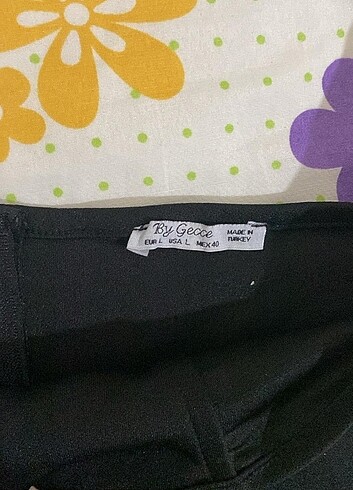 By Gecce
EUR L USA L MEX 40
MADE IN
TURKEY